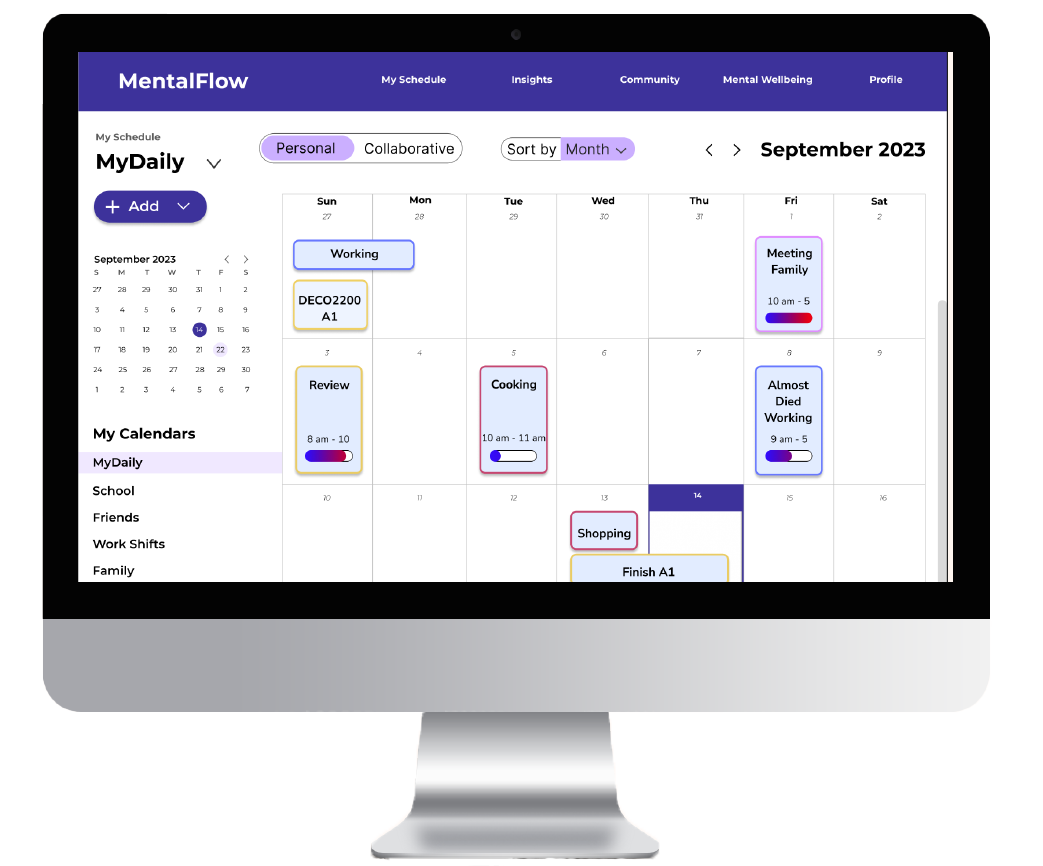 MentalFlow
My Schedule Insights Community Mental Wellbeing Profile
My Schedule
MyDaily
Personal Collaborative
Sort by Month
September 2023
+ Add
September 2023
S M T W T F S
27 28 29 30 31 1 2
3 4 5 6 7 8 9
10 11 12 13 14 15 16
17 18 19 20 21 22 23
24 25 26 27 28 29 30
1 2 3 4 5 6 7
My Calendars
MyDaily
School
Friends
Work Shifts
Family
Sun Mon Tue Wed Thu Fri Sat
27 28 29 30 31 1 2
Working
DECO2200
A1
Meeting
Family
10 am - 5
3 4 5 6 7 8 9
Review
8 am - 10
Cooking
10 am - 11 am
Almost
Died
Working
9 am - 5
10 11 12 13 14 15 16
Shopping
Finish A1